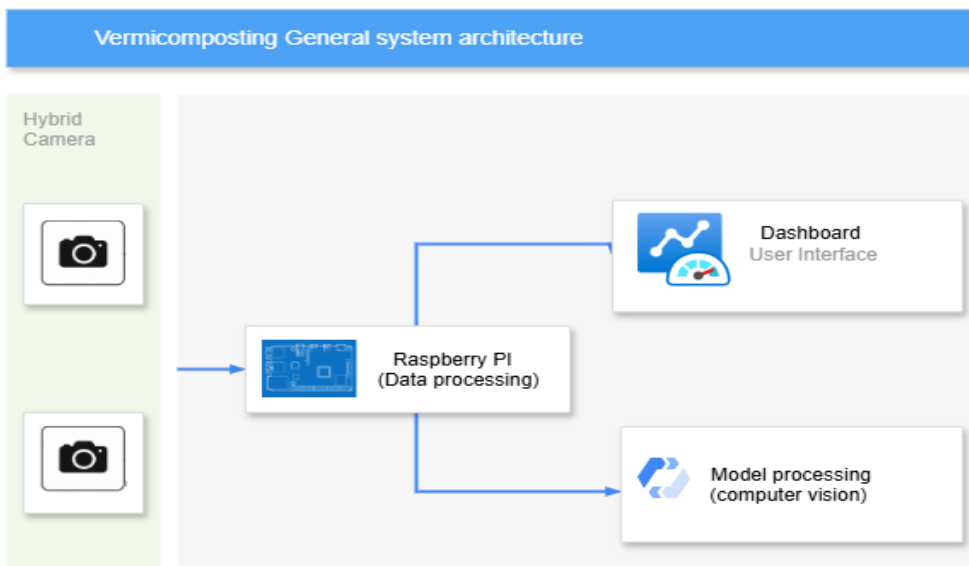 Vermicomposting General system architecture
Hybrid
Camera
Dashboard
User Interface
Raspberry PI
(Data processing)
Model processing
(computer vision)